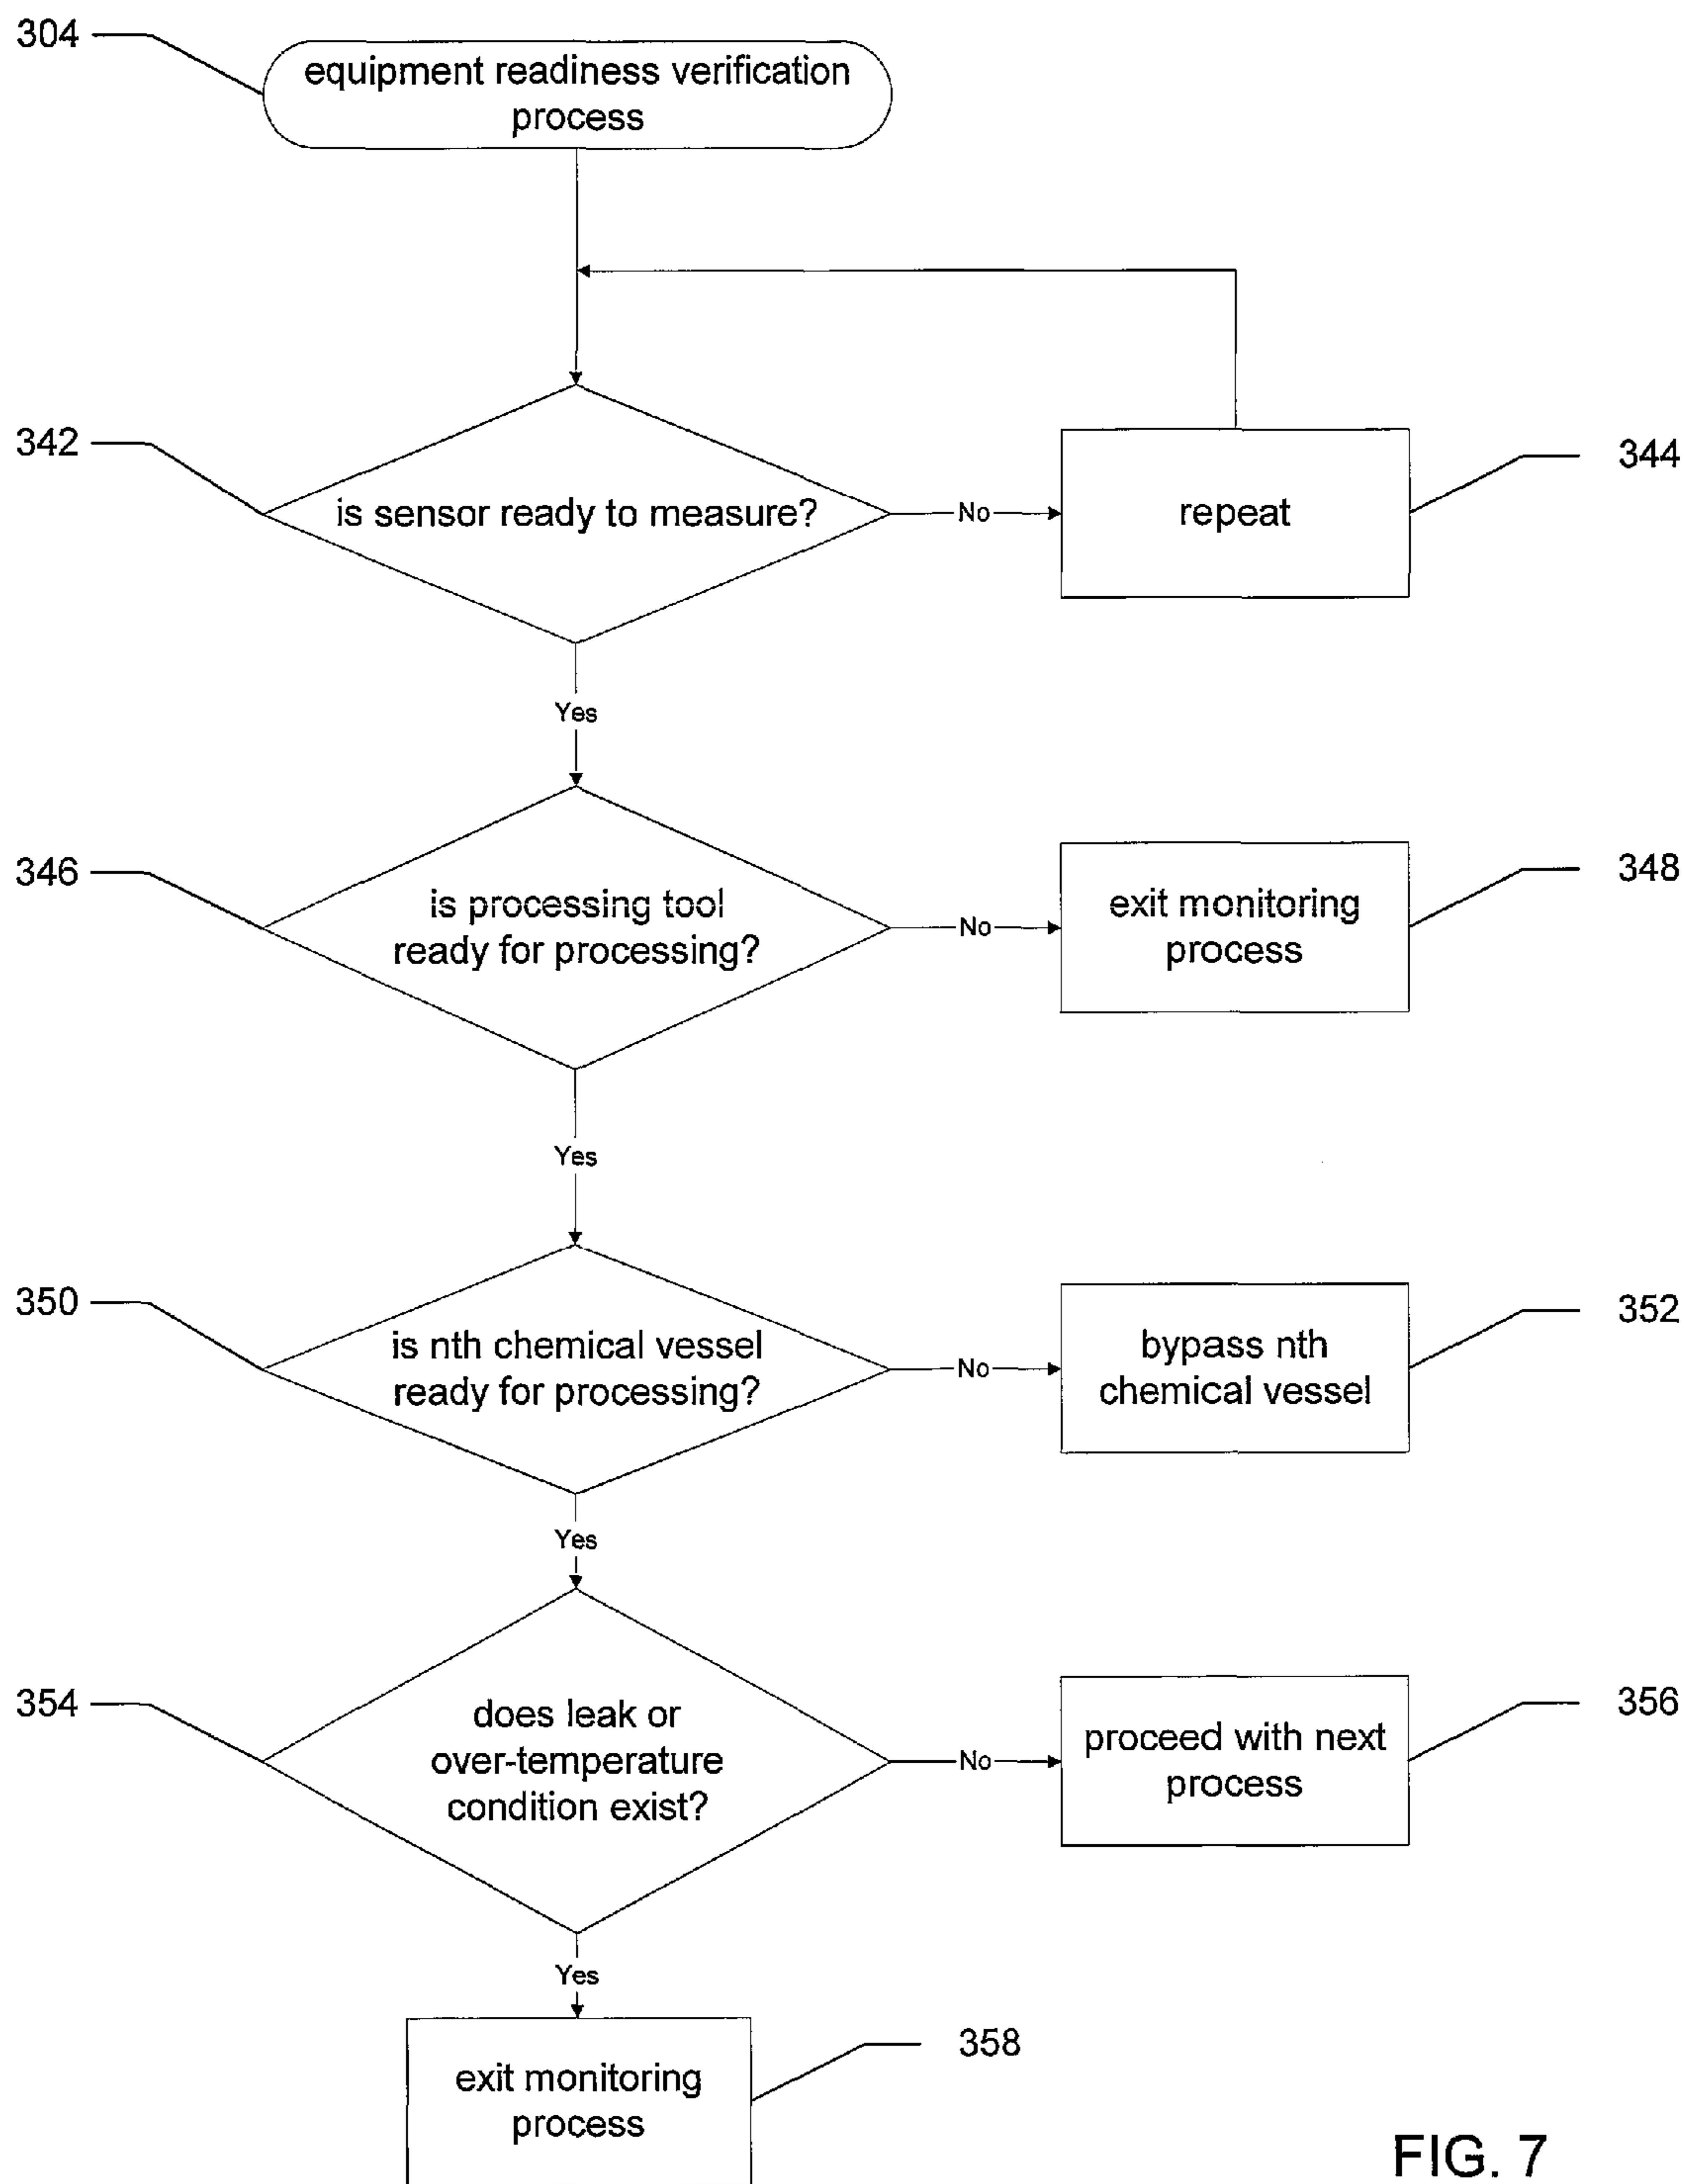 304
equipment readiness verification
process
342
is sensor ready to measure?
No
repeat
344
Yes
346
is processing tool
ready for processing?
No
exit monitoring
process
348
Yes
350
is nth chemical vessel
ready for processing?
No
bypass nth
chemical vessel
352
Yes
354
does leak or
over-temperature
condition exist?
No
proceed with next
process
356
Yes
exit monitoring
process
358
FIG. 7